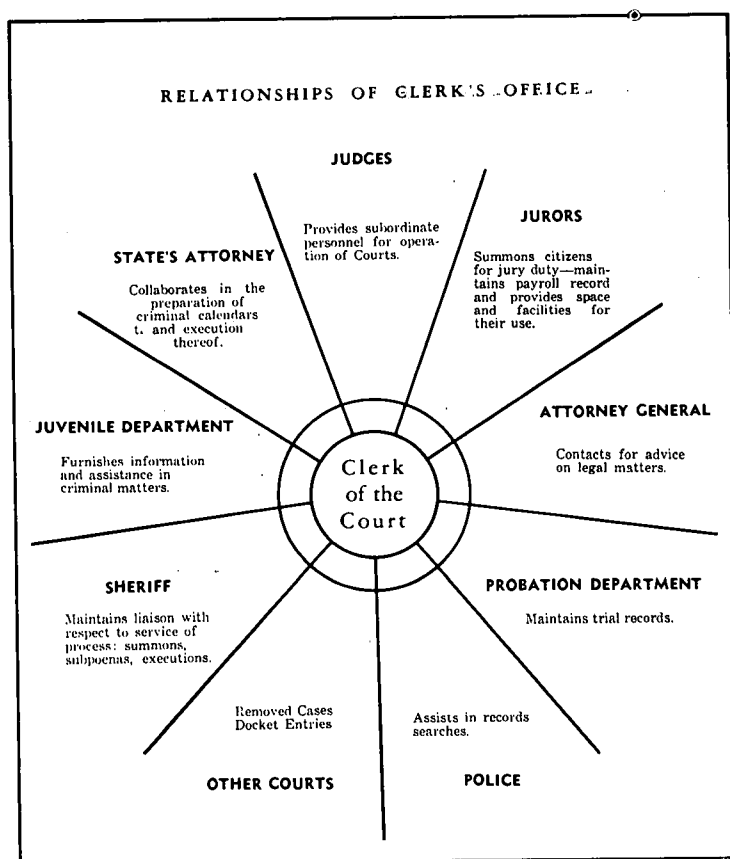 RELATIONSHIPS OF CLERK'S OFFICE
JUDGES
Provides subordinate
personnel for opera-
tion of Courts.
JURORS
Summons citizens
for jury duty—main-
tains payroll record
and provides space
and facilities for
their use.
STATE'S ATTORNEY
Collaborates in the
preparation of
criminal calendars
t. and execution
thereof.
ATTORNEY GENERAL
Contacts for advice
on legal matters.
JUVENILE DEPARTMENT
Furnishes information
and assistance in
criminal matters.
Clerk
of the
Court
PROBATION DEPARTMENT
Maintains trial records.
SHERIFF
Maintains liaison with
respect to service of
process: summons,
subpoenas, executions.
Removed Cases
Docket Entries
OTHER COURTS
Assists in records
searches.
POLICE